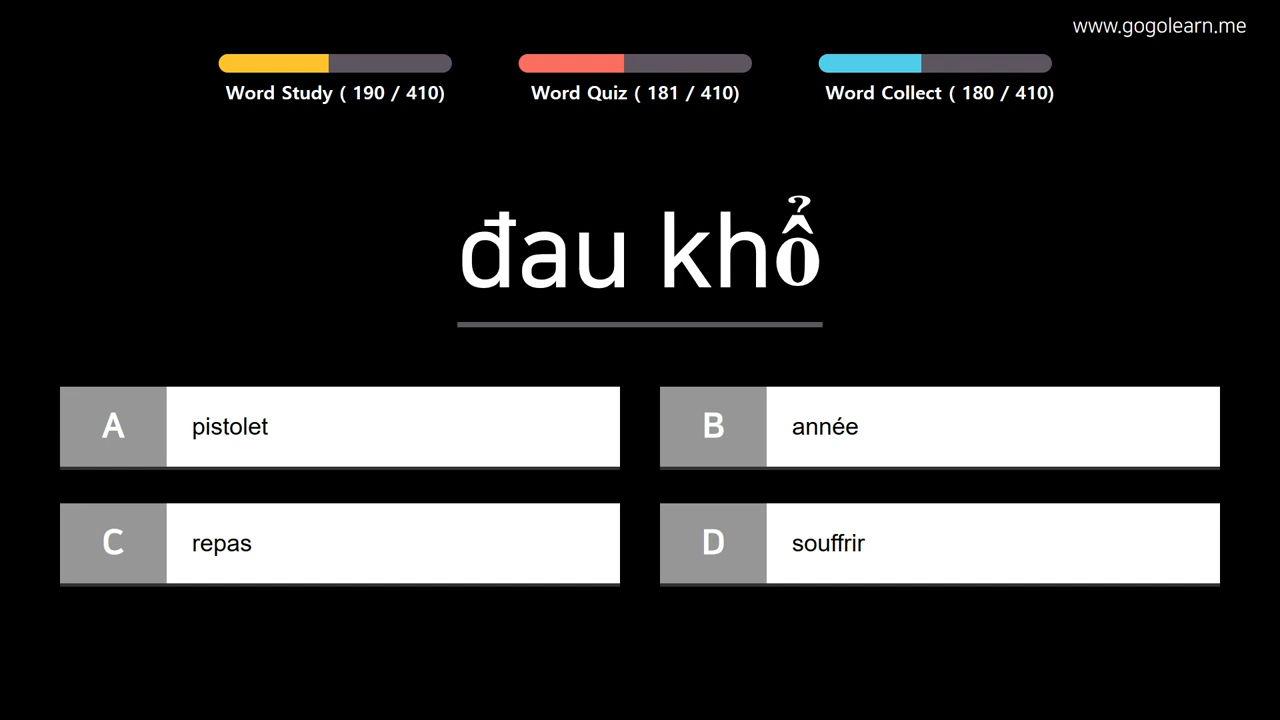 www.gogolearn.me
Word Study ( 190 / 410)
Word Quiz ( 181 / 410)
Word Collect ( 180 / 410)
đau khổ
A pistolet
B année
C repas
D souffrir